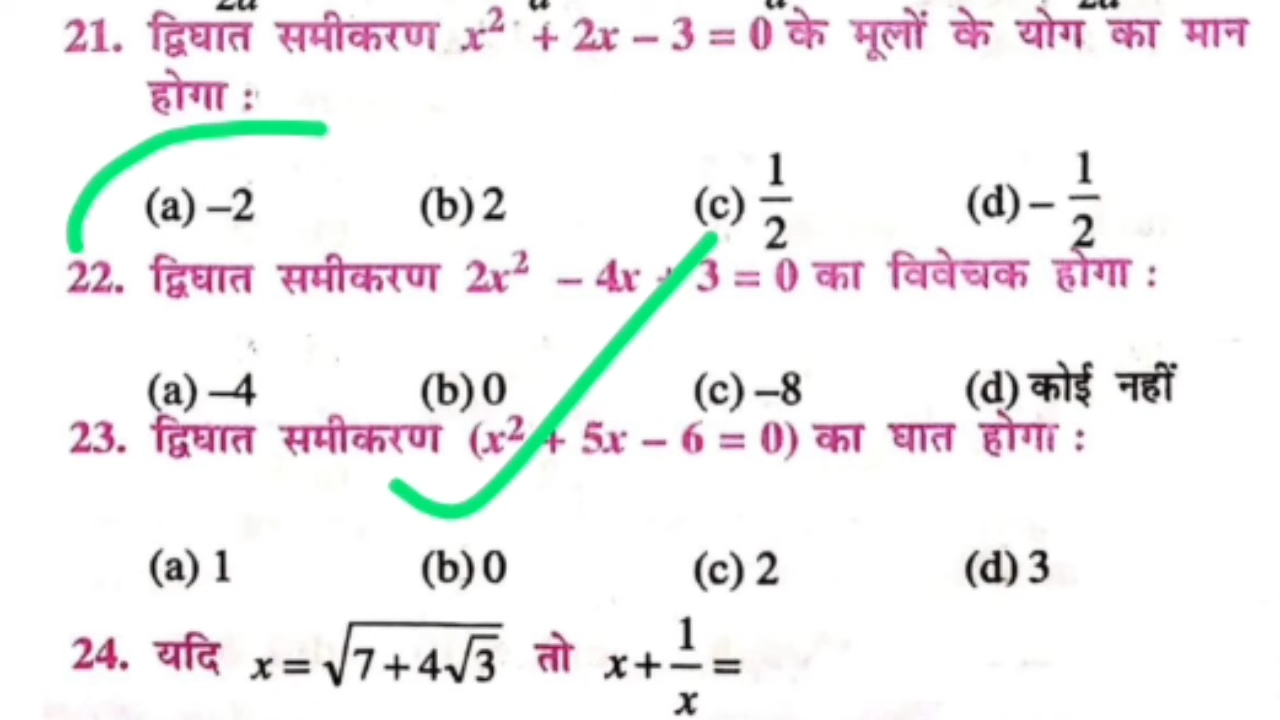 21. द्विघात समीकरण x² + 2x – 3 = 0 के मूलों के योग का मान
होगा :
(a) –2 (b) 2 (c) 1/2 (d) – 1/2
22. द्विघात समीकरण 2x² – 4x + 3 = 0 का विवेचक होगा :
(a) –4 (b) 0 (c) –8 (d) कोई नहीं
23. द्विघात समीकरण (x² + 5x – 6 = 0) का घात होगा :
(a) 1 (b) 0 (c) 2 (d) 3
24. यदि x = √(7 + 4√3) तो x + 1/x =